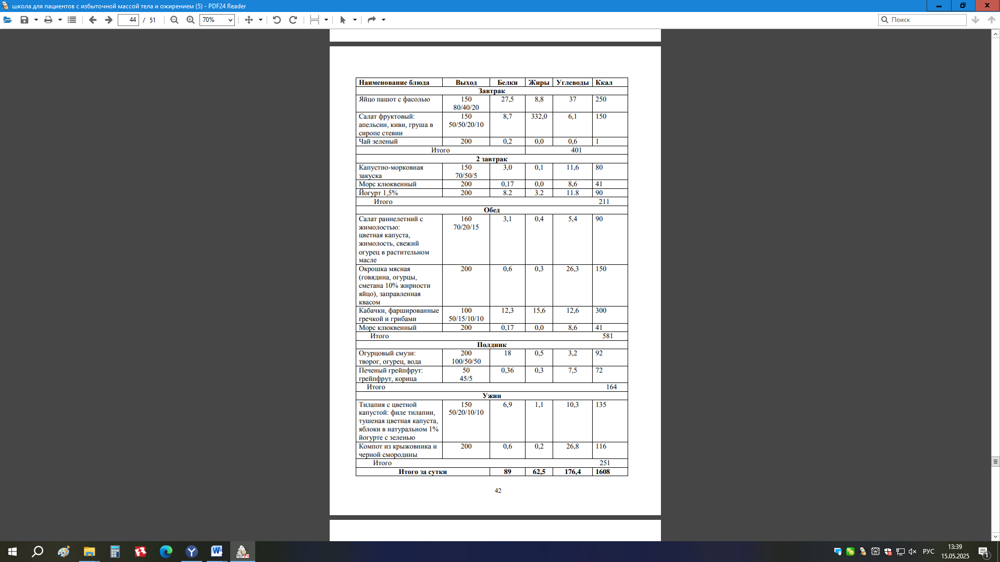 школа для пациентов с избыточной массой тела и ожирением (5) - PDF24 Reader
44 / 51 70% Поиск
Наименование блюда Выход Белки Жиры Углеводы Ккал
Завтрак
Яйцо пашот с фасолью 150 27,5 8,8 37 250
80/40/20
Салат фруктовый: 150 8,7 332,0 6,1 150
апельсин, киви, груша в 50/50/20/10
сиропе стевии
Чай зеленый 200 0,2 0,0 0,6 1
Итого 401
2 завтрак
Капустно-морковная 150 3,0 0,1 11,6 80
закуска 70/50/5
Морс клюквенный 200 0,17 0,0 8,6 41
Йогурт 1,5% 200 8.2 3.2 11.8 90
Итого 211
Обед
Салат раннелетний с 160 3,1 0,4 5,4 90
жимолостью: 70/20/15
цветная капуста,
жимолость, свежий
огурец в растительном
масле
Окрошка мясная 200 0,6 0,3 26,3 150
(говядина, огурцы,
сметана 10% жирности
яйцо), заправленная
квасом
Кабачки, фаршированные 100 12,3 15,6 12,6 300
гречкой и грибами 50/15/10/10
Морс клюквенный 200 0,17 0,0 8,6 41
Итого 581
Полдник
Огурцовый смузи: 200 18 0,5 3,2 92
творог, огурец, вода 100/50/50
Печеный грейпфрут: 50 0,36 0,3 7,5 72
грейпфрут, корица 45/5
Итого 164
Ужин
Тилапия с цветной 150 6,9 1,1 10,3 135
капустой: филе тилапии, 50/20/10/10
тушеная цветная капуста,
яблоки в натуральном 1%
йогурте с зеленью
Компот из крыжовника и 200 0,6 0,2 26,8 116
черной смородины
Итого 251
Итого за сутки 89 62,5 176,4 1608
42
РУС 13:39
15.05.2025 1